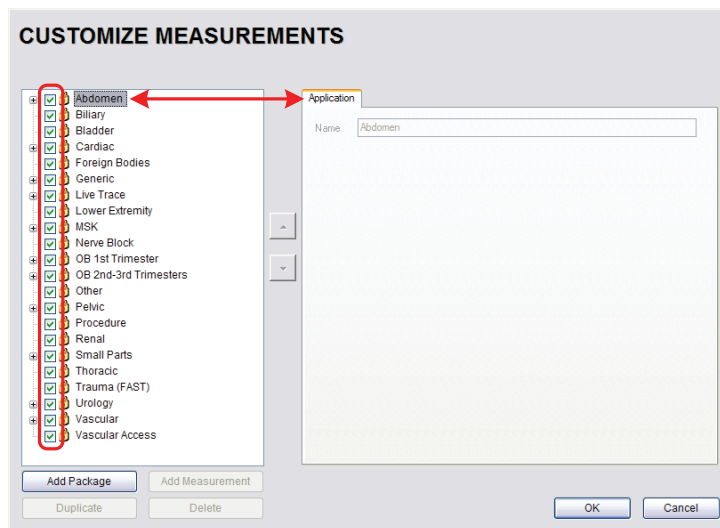 CUSTOMIZE MEASUREMENTS
Abdomen
Biliary
Bladder
Cardiac
Foreign Bodies
Generic
Live Trace
Lower Extremity
MSK
Nerve Block
OB 1st Trimester
OB 2nd-3rd Trimesters
Other
Pelvic
Procedure
Renal
Small Parts
Thoracic
Trauma (FAST)
Urology
Vascular
Vascular Access
Application
Name Abdomen
Add Package Add Measurement
Duplicate Delete
OK Cancel